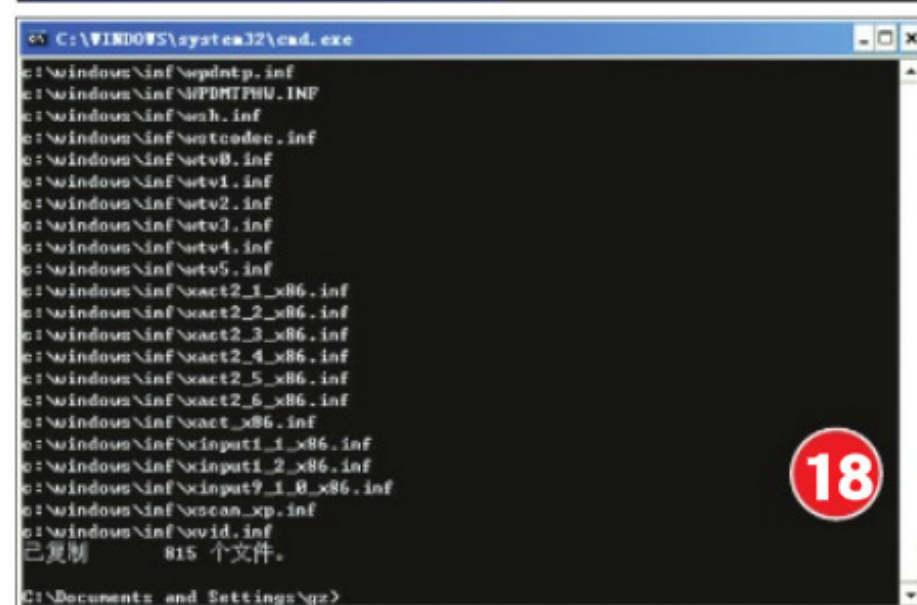 C:\WINDOWS\system32\cmd.exe
c:\windows\inf\wpdmtp.inf
c:\windows\inf\WPDMTPHW.INF
c:\windows\inf\wsh.inf
c:\windows\inf\wstcodec.inf
c:\windows\inf\wtv0.inf
c:\windows\inf\wtv1.inf
c:\windows\inf\wtv2.inf
c:\windows\inf\wtv3.inf
c:\windows\inf\wtv4.inf
c:\windows\inf\wtv5.inf
c:\windows\inf\xact2_1_x86.inf
c:\windows\inf\xact2_2_x86.inf
c:\windows\inf\xact2_3_x86.inf
c:\windows\inf\xact2_4_x86.inf
c:\windows\inf\xact2_5_x86.inf
c:\windows\inf\xact2_6_x86.inf
c:\windows\inf\xact_x86.inf
c:\windows\inf\xinput1_1_x86.inf
c:\windows\inf\xinput1_2_x86.inf
c:\windows\inf\xinput9_1_0_x86.inf
c:\windows\inf\xscan_xp.inf
c:\windows\inf\xvid.inf
已复制 815 个文件。
C:\Documents and Settings\gz>
18